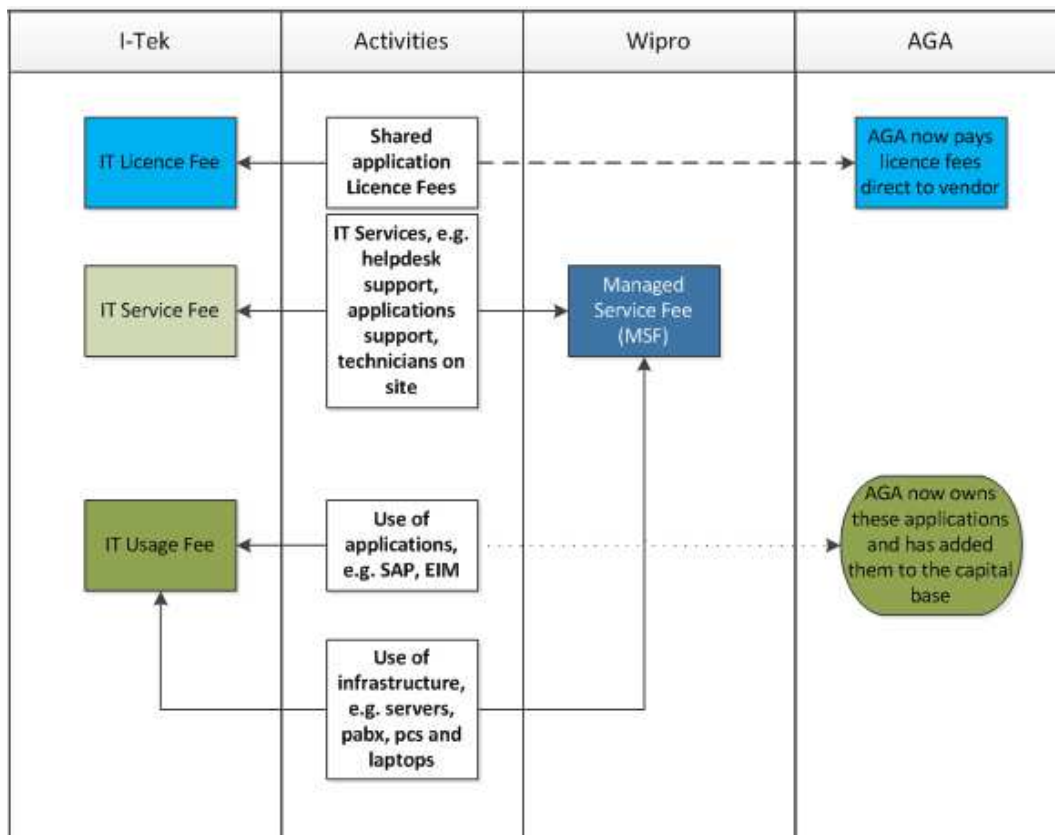 I-Tek
Activities
Wipro
AGA
IT Licence Fee
Shared
application
Licence Fees
AGA now pays
licence fees
direct to vendor
IT Service Fee
IT Services, e.g.
helpdesk
support,
applications
support,
technicians on
site
Managed
Service Fee
(MSF)
IT Usage Fee
Use of
applications,
e.g. SAP, EIM
AGA now owns
these applications
and has added
them to the capital
base
Use of
infrastructure,
e.g. servers,
pabx, pcs and
laptops